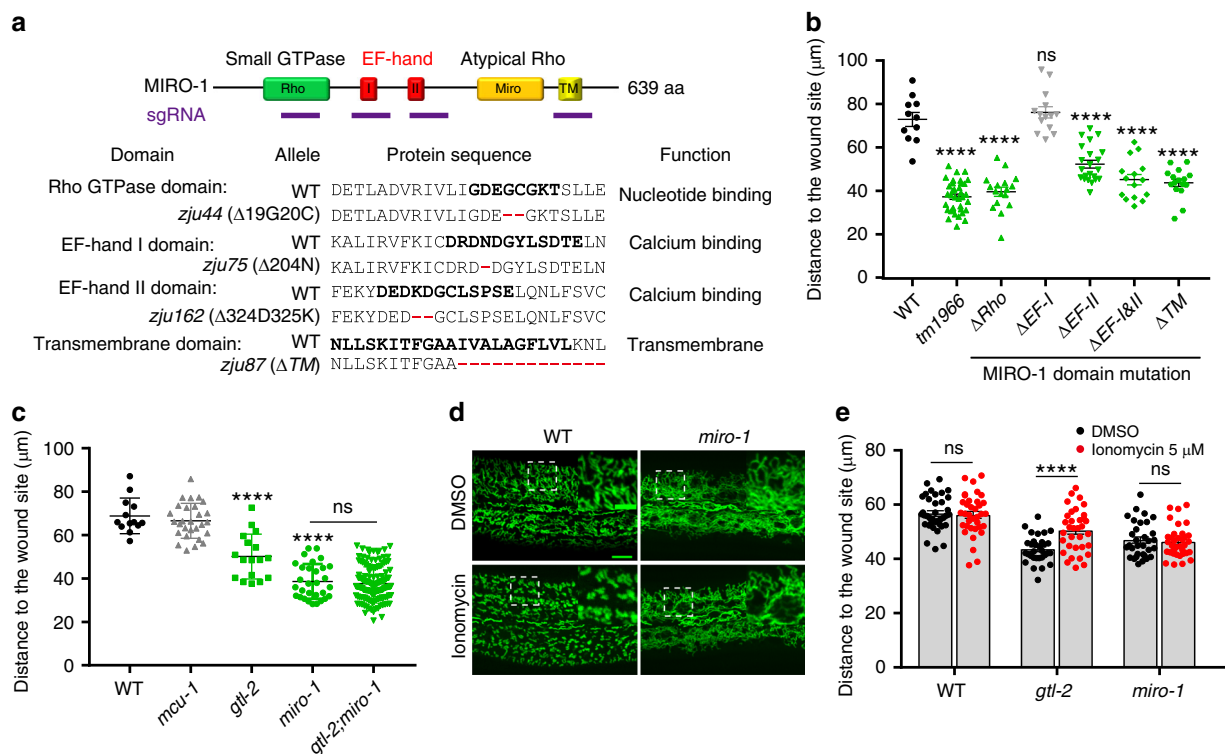 a
Small GTPase EF-hand Atypical Rho
MIRO-1 Rho I II Miro TM 639 aa
sgRNA
Domain Allele Protein sequence Function
Rho GTPase domain: WT DETLADVRIVLIGDEGCGKTSLLE Nucleotide binding
zju44 (Δ19G20C) DETLADVRIVLIGDE--GKTSLLE
EF-hand I domain: WT KALIRVFKICDRDNDGYLSDTELN Calcium binding
zju75 (Δ204N) KALIRVFKICDRD-DGYLSDTELN
EF-hand II domain: WT FEKYDEDKDGCLSPSELQNLFSVC Calcium binding
zju162 (Δ324D325K) FEKYDED--GCLSPSELQNLFSVC
Transmembrane domain: WT NLLSKITFGAAIVALAGFLVLKNL Transmembrane
zju87 (ΔTM) NLLSKITFGAA-------------
b
Distance to the wound site (μm)
100
80
60
40
20
0
ns
**** **** **** **** ****
WT tm1966 ΔRho ΔEF-I ΔEF-II ΔEF-I&II ΔTM
MIRO-1 domain mutation
c
Distance to the wound site (μm)
100
80
60
40
20
0
**** **** ns
WT mcu-1 gtl-2 miro-1 gtl-2;miro-1
d
WT miro-1
DMSO
Ionomycin
e
Distance to the wound site (μm)
80
60
40
20
0
DMSO
Ionomycin 5 μM
ns **** ns
WT gtl-2 miro-1